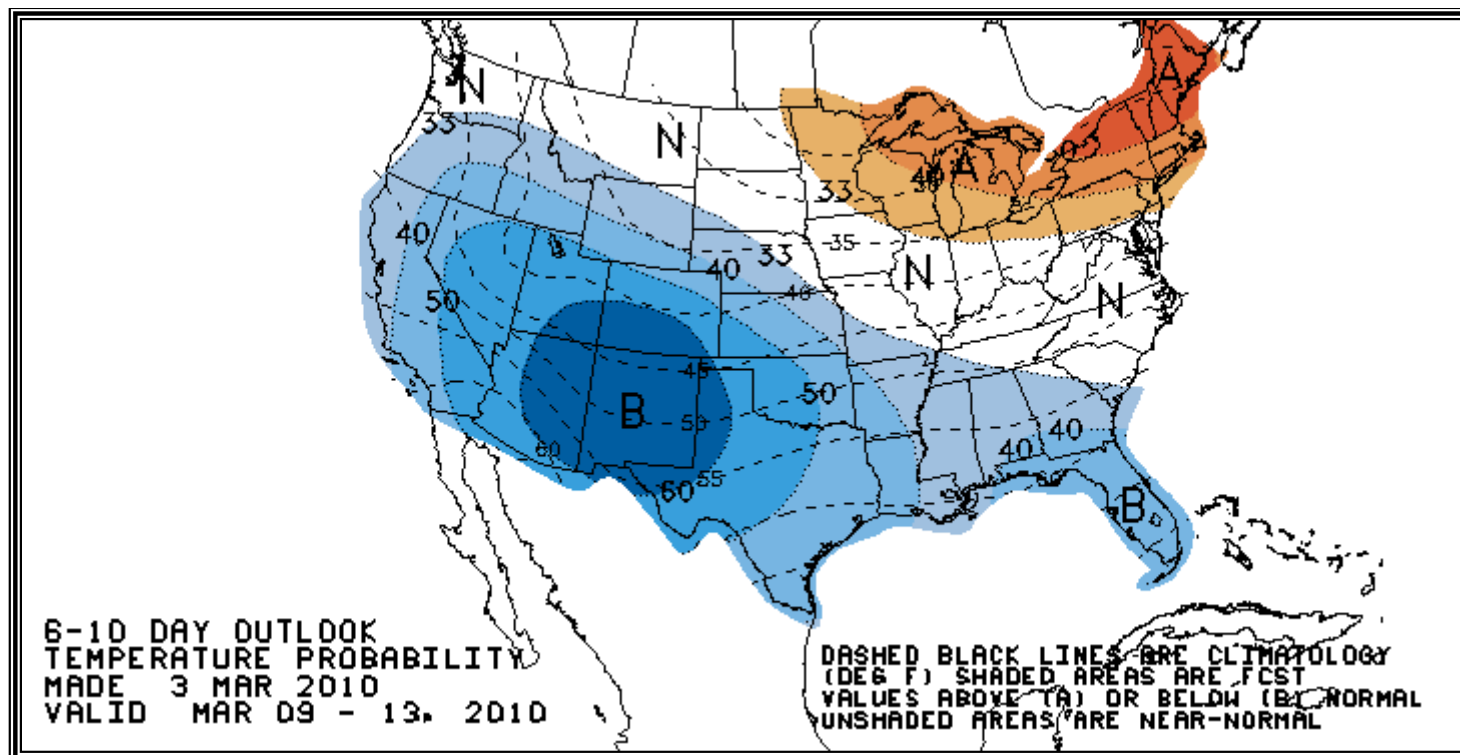 N
A
N
33
50
40
30
A
33
40
35
33
40
N
50
40
N
45
B
50
50
40
40
60
60
55
B
6-10 DAY OUTLOOK
TEMPERATURE PROBABILITY
MADE 3 MAR 2010
VALID MAR 09 - 13, 2010
DASHED BLACK LINES ARE CLIMATOLOGY
(DEG F) SHADED AREAS ARE FCST
VALUES ABOVE (A) OR BELOW (B) NORMAL
UNSHADED AREAS ARE NEAR-NORMAL